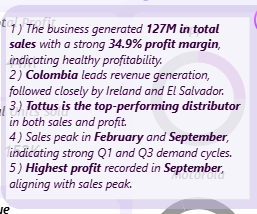 1 ) The business generated 127M in total
sales with a strong 34.9% profit margin,
indicating healthy profitability.
2 ) Colombia leads revenue generation,
followed closely by Ireland and El Salvador.
3 ) Tottus is the top-performing distributor
in both sales and profit.
4 ) Sales peak in February and September,
indicating strong Q1 and Q3 demand cycles.
5 ) Highest profit recorded in September,
aligning with sales peak.
Motorola